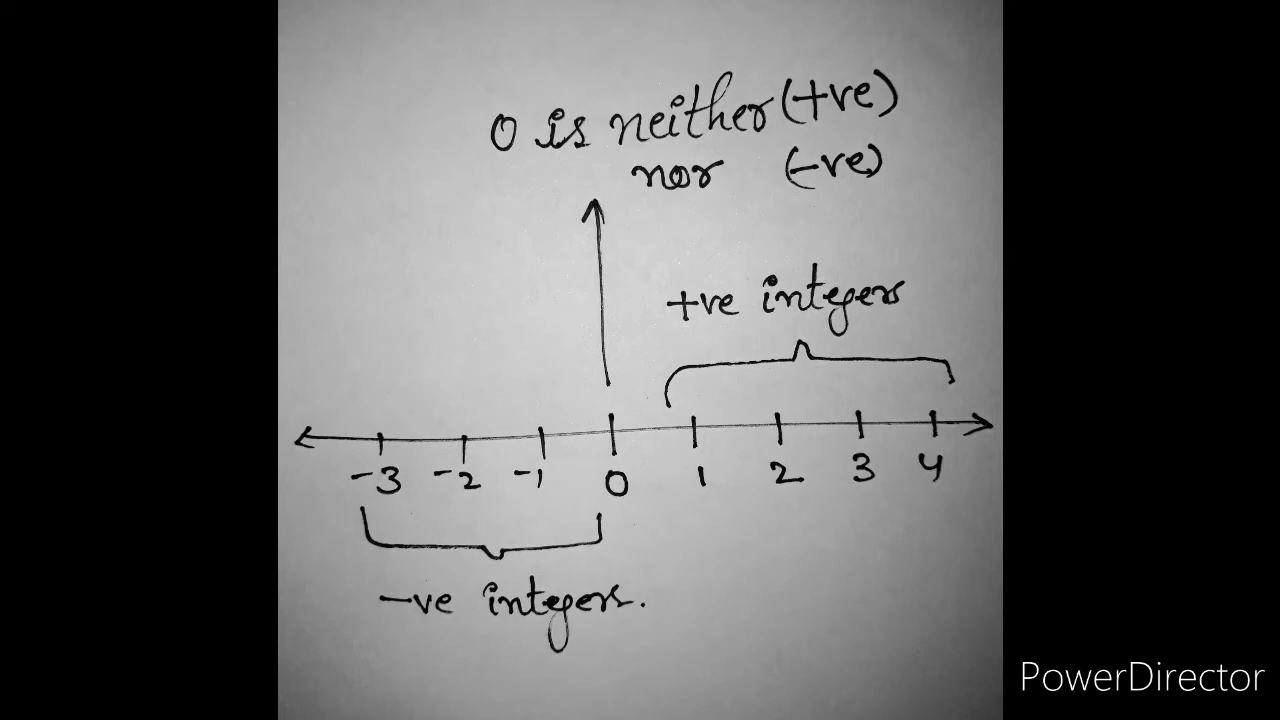 0 is neither (+ve)
nor (-ve)
+ve integers
-3 -2 -1 0 1 2 3 4
-ve integers.
PowerDirector